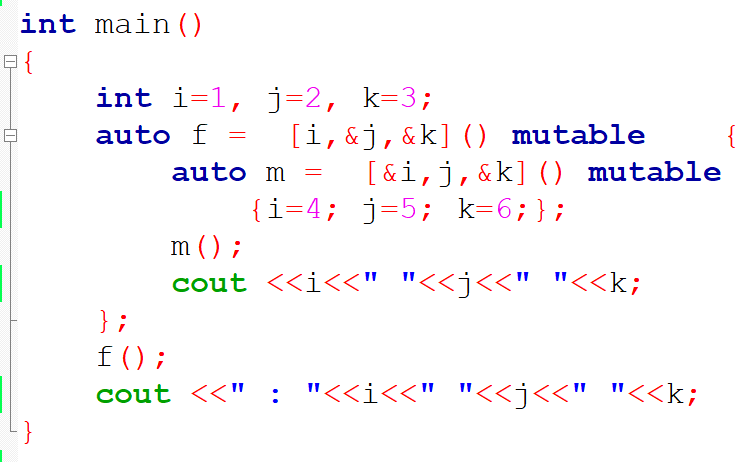 int main()
{
    int i=1, j=2, k=3;
    auto f =  [i,&j,&k]() mutable    {
        auto m =  [&i,j,&k]() mutable
            {i=4; j=5; k=6;};
        m();
        cout <<i<<" "<<j<<" "<<k;
    };
    f();
    cout <<" : "<<i<<" "<<j<<" "<<k;
}